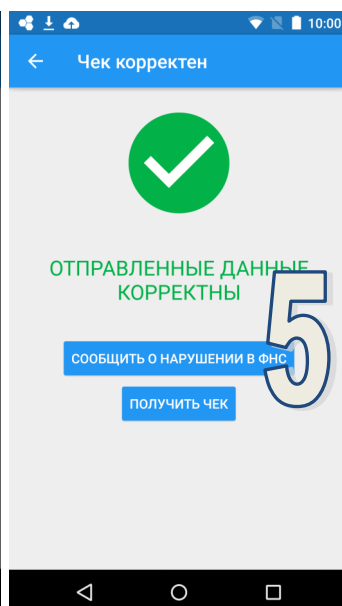 10:00
Чек корректен
ОТПРАВЛЕННЫЕ ДАННЫЕ
КОРРЕКТНЫ
5
СООБЩИТЬ О НАРУШЕНИИ В ФНС
ПОЛУЧИТЬ ЧЕК